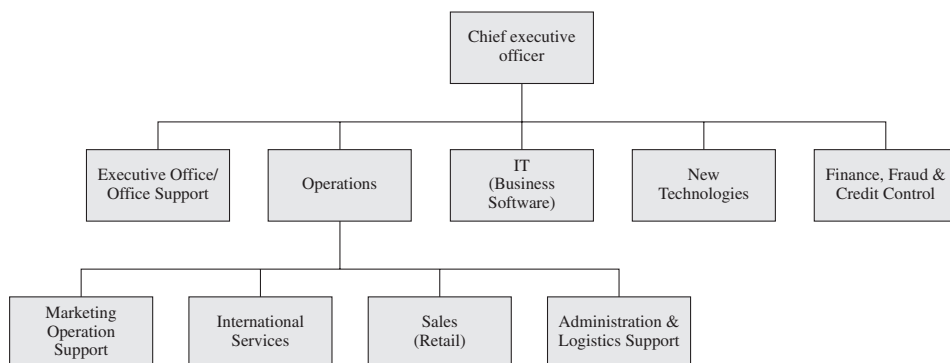 Chief executive
officer
Executive Office/
Office Support
Operations
IT
(Business
Software)
New
Technologies
Finance, Fraud &
Credit Control
Marketing
Operation
Support
International
Services
Sales
(Retail)
Administration &
Logistics Support